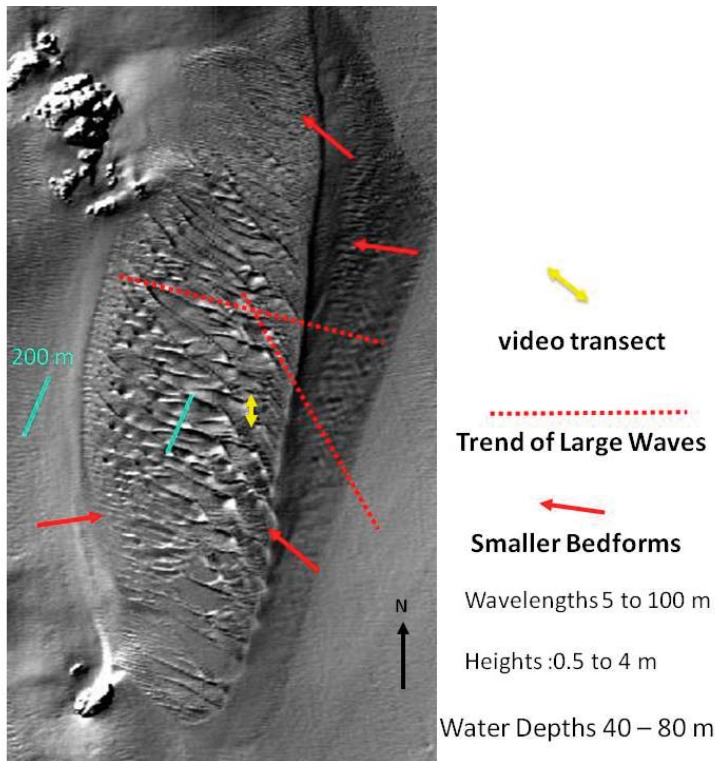 200 m
N
video transect
Trend of Large Waves
Smaller Bedforms
Wavelengths 5 to 100 m
Heights :0.5 to 4 m
Water Depths 40 – 80 m